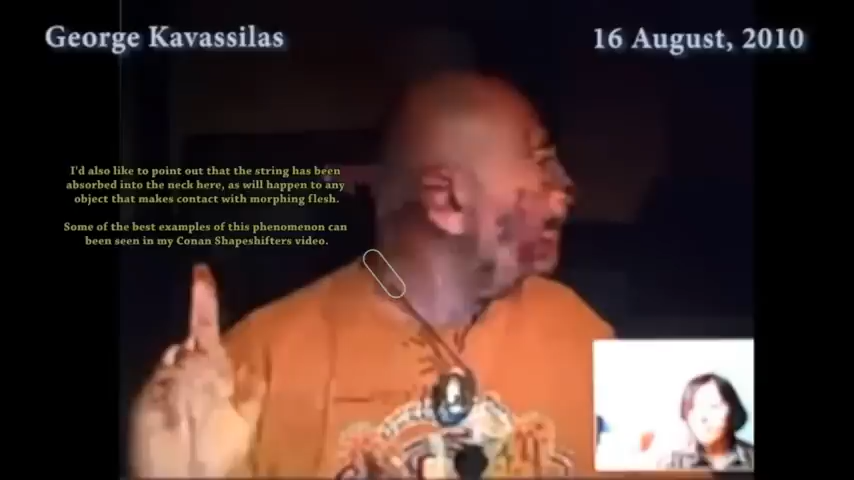 George Kavassilas
16 August, 2010
I'd also like to point out that the string has been
absorbed into the neck here, as will happen to any
object that makes contact with morphing flesh.
Some of the best examples of this phenomenon can
been seen in my Conan Shapeshifters video.